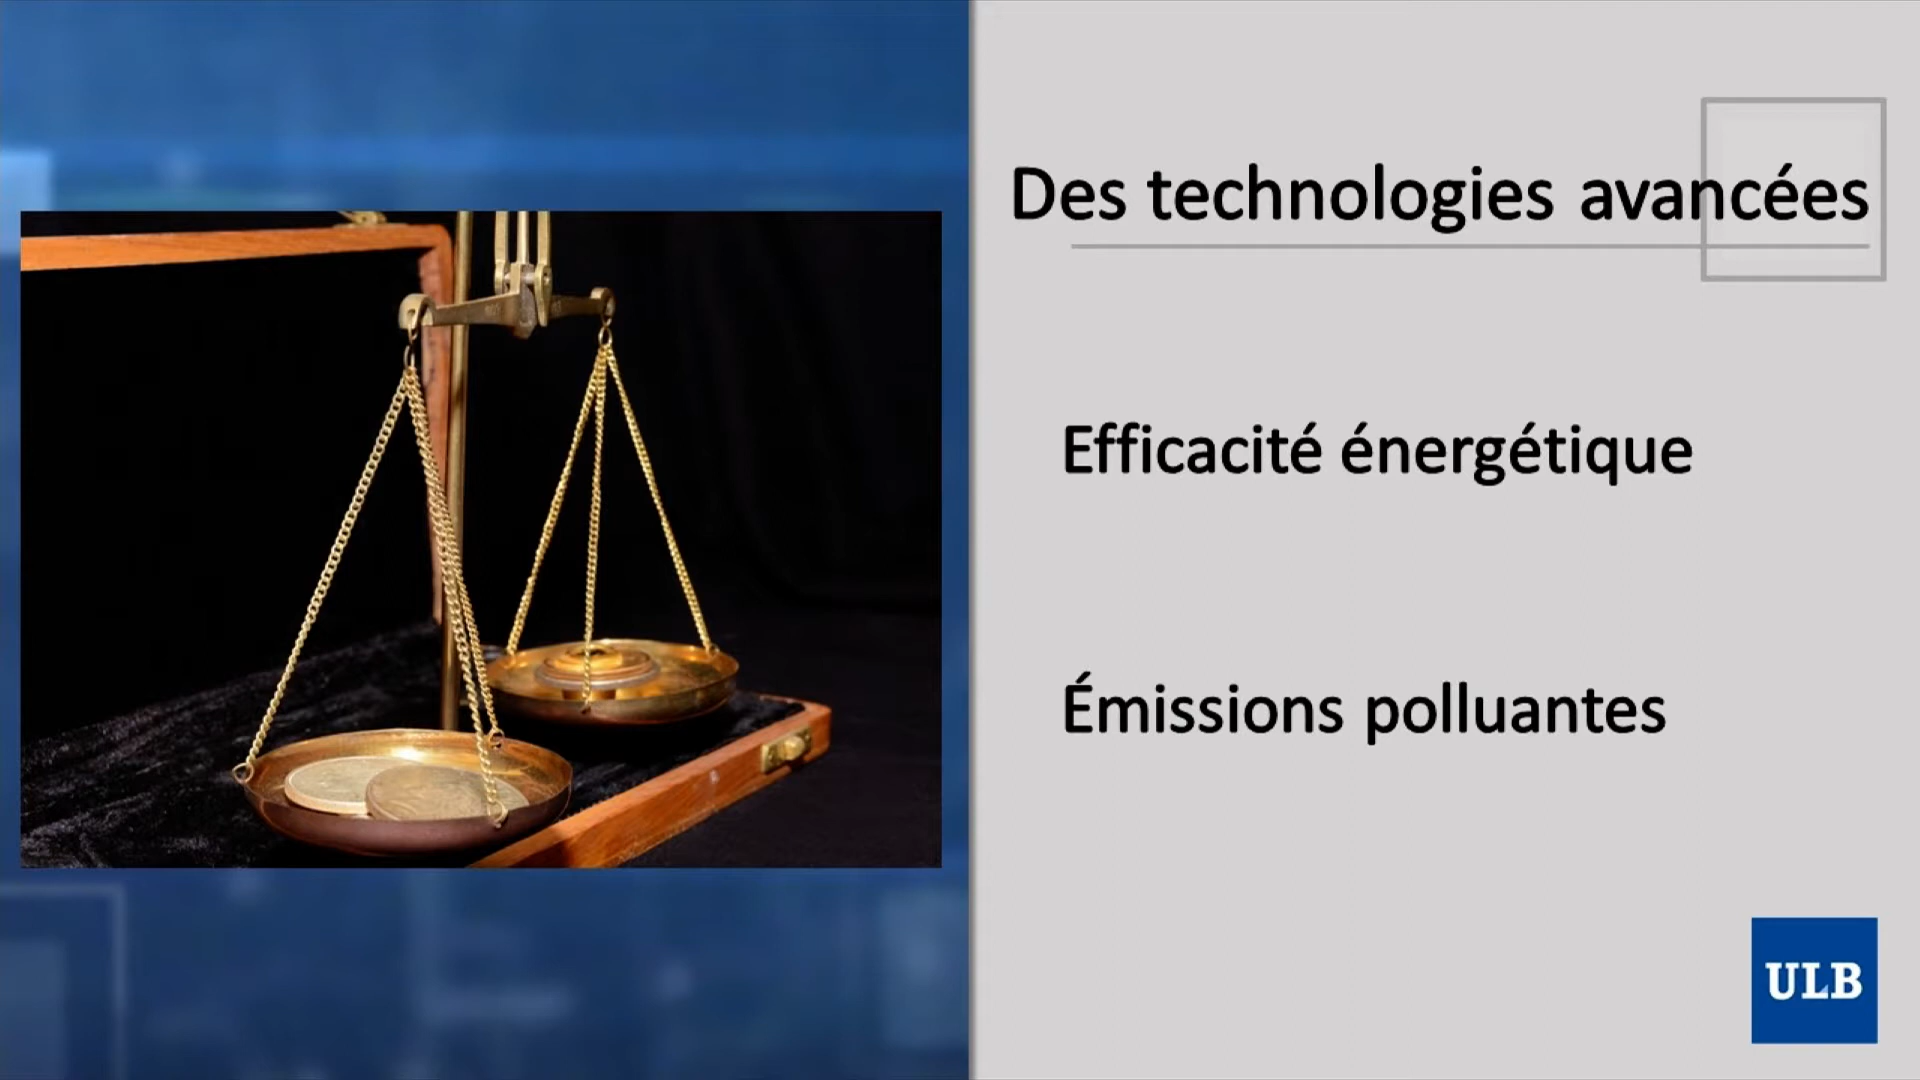 Des technologies avancées
Efficacité énergétique
Émissions polluantes
ULB